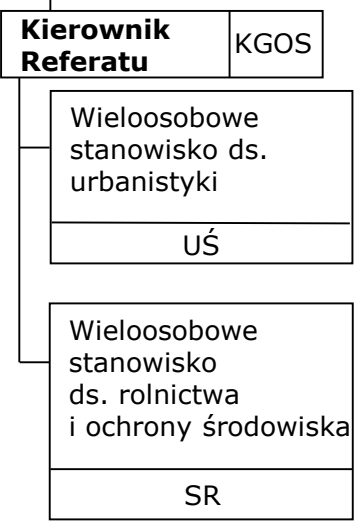 Kierownik
Referatu
KGOS
Wieloosobowe
stanowisko ds.
urbanistyki
UŚ
Wieloosobowe
stanowisko
ds. rolnictwa
i ochrony środowiska
SR